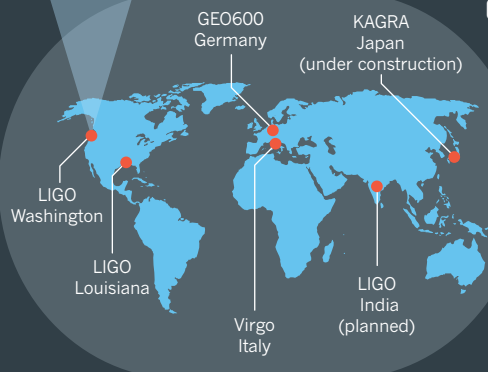 GEO600
Germany
KAGRA
Japan
(under construction)
LIGO
Washington
LIGO
Louisiana
Virgo
Italy
LIGO
India
(planned)